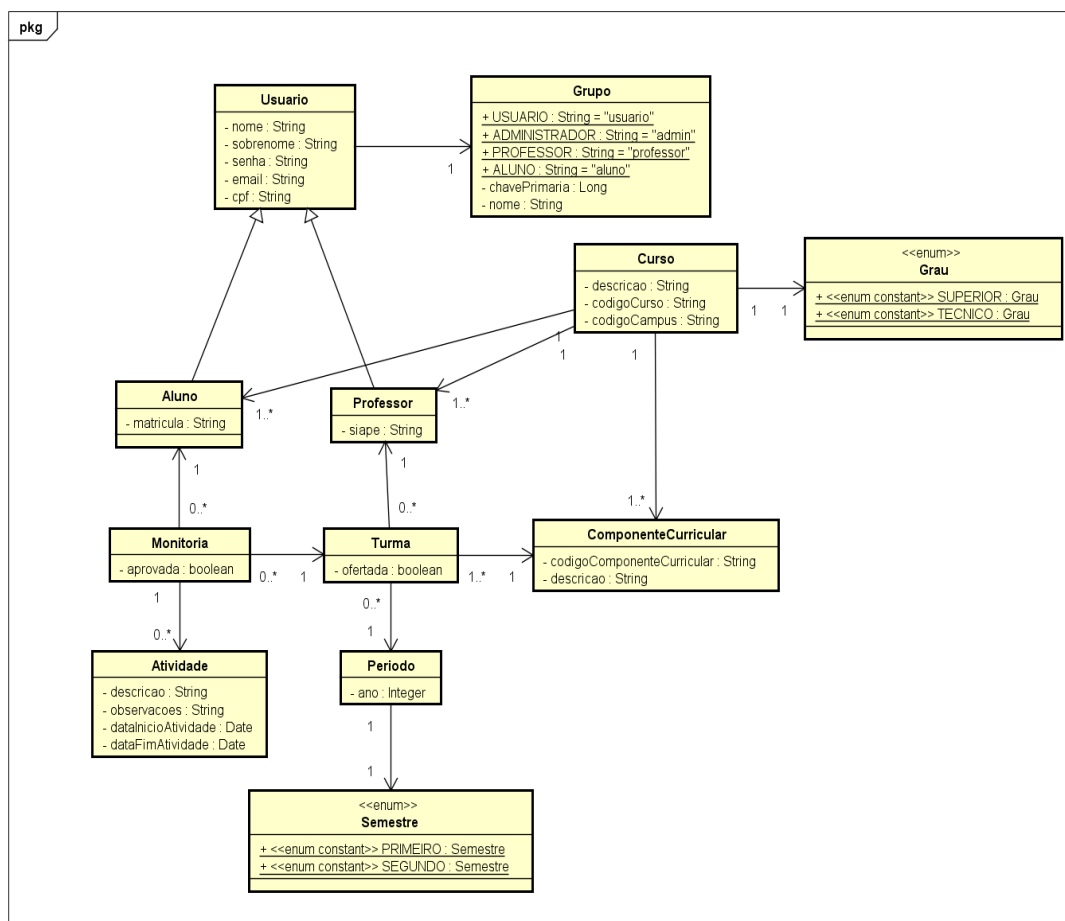 pkg
Usuario
- nome : String
- sobrenome : String
- senha : String
- email : String
- cpf : String
1
Grupo
+ USUARIO : String = "usuario"
+ ADMINISTRADOR : String = "admin"
+ PROFESSOR : String = "professor"
+ ALUNO : String = "aluno"
- chavePrimaria : Long
- nome : String
Curso
- descricao : String
- codigoCurso : String
- codigoCampus : String
1 1
<<enum>>
Grau
+ <<enum constant>> SUPERIOR : Grau
+ <<enum constant>> TECNICO : Grau
1
1
1
Aluno
- matricula : String
1..*
Professor
- siape : String
1..*
1
1
0..*
0..*
1..*
Monitoria
- aprovada : boolean
0..* 1
Turma
- ofertada : boolean
1..* 1
ComponenteCurricular
- codigoComponenteCurricular : String
- descricao : String
1
0..*
0..*
1
Atividade
- descricao : String
- observacoes : String
- dataInicioAtividade : Date
- dataFimAtividade : Date
Periodo
- ano : Integer
1
1
<<enum>>
Semestre
+ <<enum constant>> PRIMEIRO : Semestre
+ <<enum constant>> SEGUNDO : Semestre